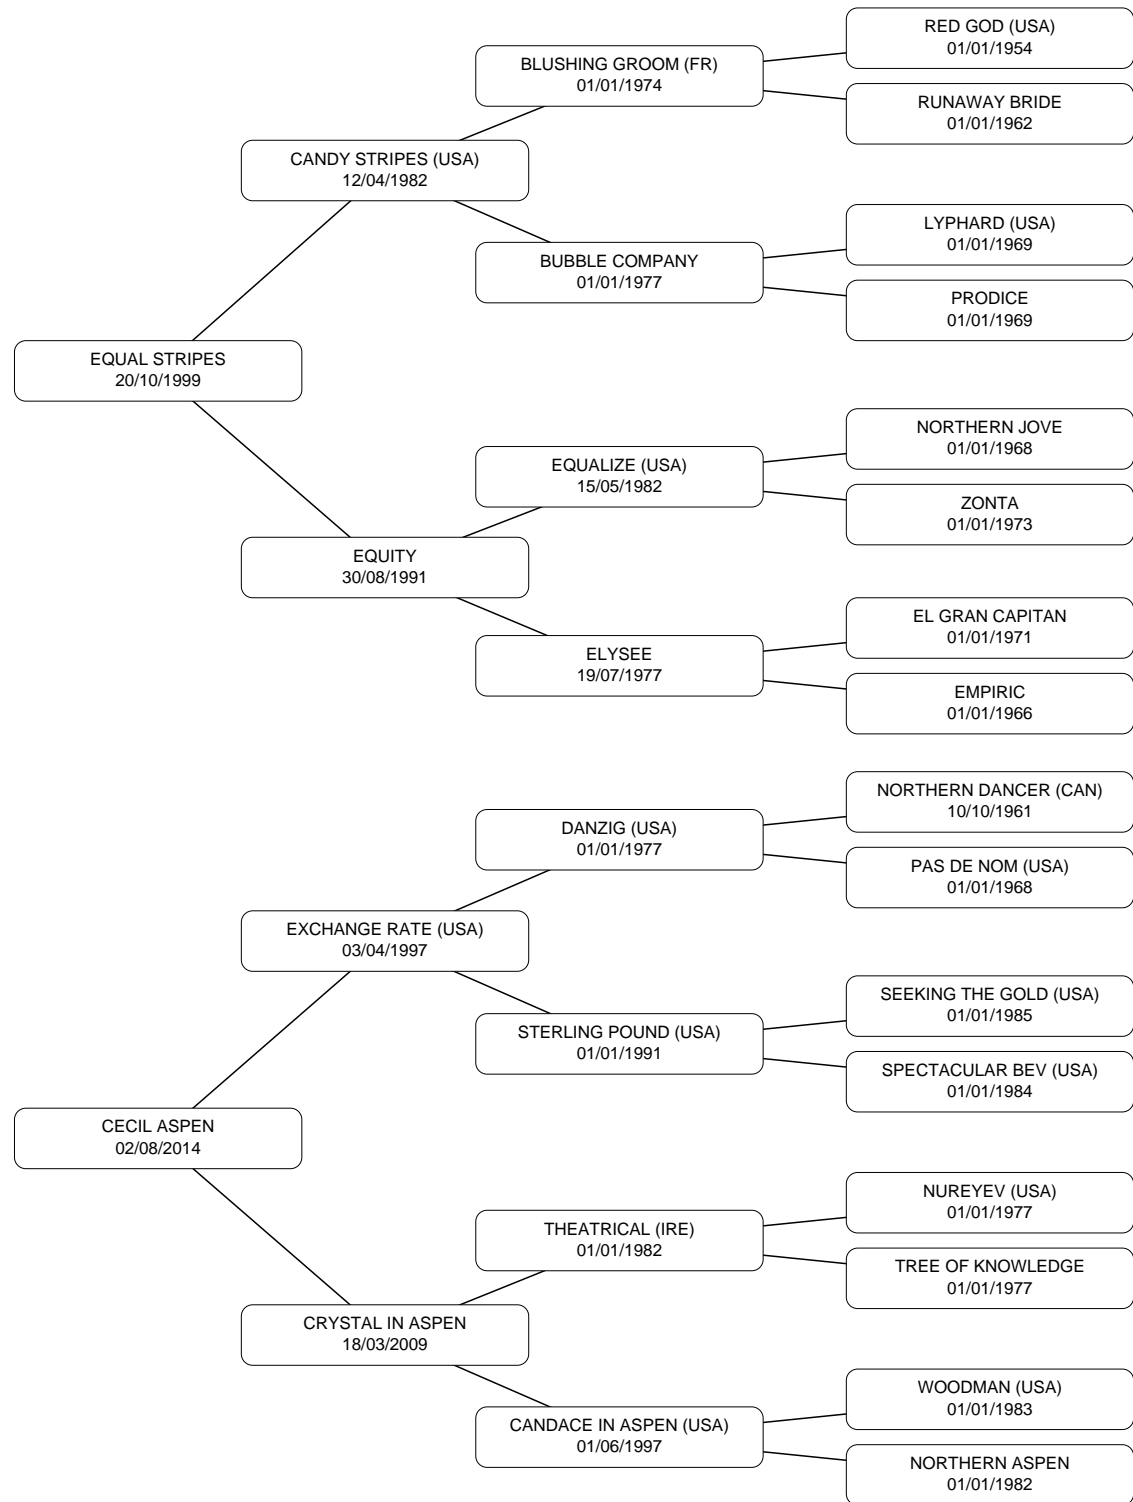 RED GOD (USA)
01/01/1954
BLUSHING GROOM (FR)
01/01/1974
RUNAWAY BRIDE
01/01/1962
CANDY STRIPES (USA)
12/04/1982
LYPHARD (USA)
01/01/1969
BUBBLE COMPANY
01/01/1977
PRODICE
01/01/1969
EQUAL STRIPES
20/10/1999
NORTHERN JOVE
01/01/1968
EQUALIZE (USA)
15/05/1982
ZONTA
01/01/1973
EQUITY
30/08/1991
EL GRAN CAPITAN
01/01/1971
ELYSEE
19/07/1977
EMPIRIC
01/01/1966
NORTHERN DANCER (CAN)
10/10/1961
DANZIG (USA)
01/01/1977
PAS DE NOM (USA)
01/01/1968
EXCHANGE RATE (USA)
03/04/1997
SEEKING THE GOLD (USA)
01/01/1985
STERLING POUND (USA)
01/01/1991
SPECTACULAR BEV (USA)
01/01/1984
CECIL ASPEN
02/08/2014
NUREYEV (USA)
01/01/1977
THEATRICAL (IRE)
01/01/1982
TREE OF KNOWLEDGE
01/01/1977
CRYSTAL IN ASPEN
18/03/2009
WOODMAN (USA)
01/01/1983
CANDACE IN ASPEN (USA)
01/06/1997
NORTHERN ASPEN
01/01/1982